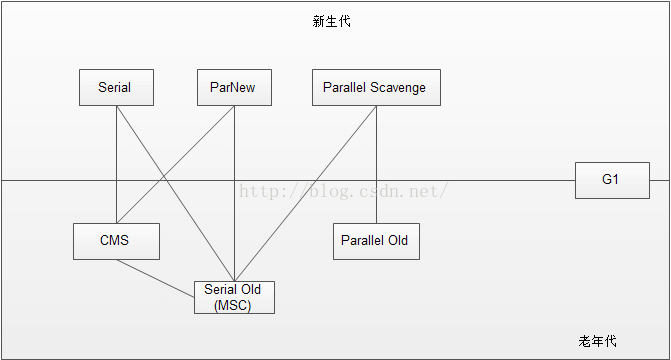 新生代
Serial
ParNew
Parallel Scavenge
http://blog.csdn.net/
G1
CMS
Parallel Old
Serial Old
(MSC)
老年代